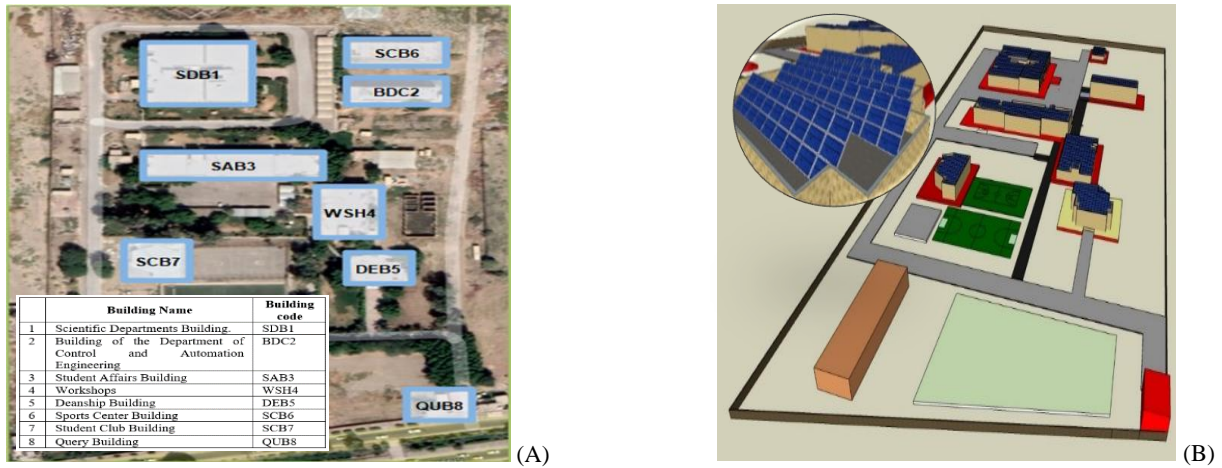 SDB1
SCB6
BDC2
SAB3
WSH4
SCB7
DEB5
QUB8
Building Name Building code
1 Scientific Departments Building. SDB1
2 Building of the Department of BDC2
Control and Automation
Engineering
3 Student Affairs Building SAB3
4 Workshops WSH4
5 Deanship Building DEB5
6 Sports Center Building SCB6
7 Student Club Building SCB7
8 Query Building QUB8
(A)
(B)